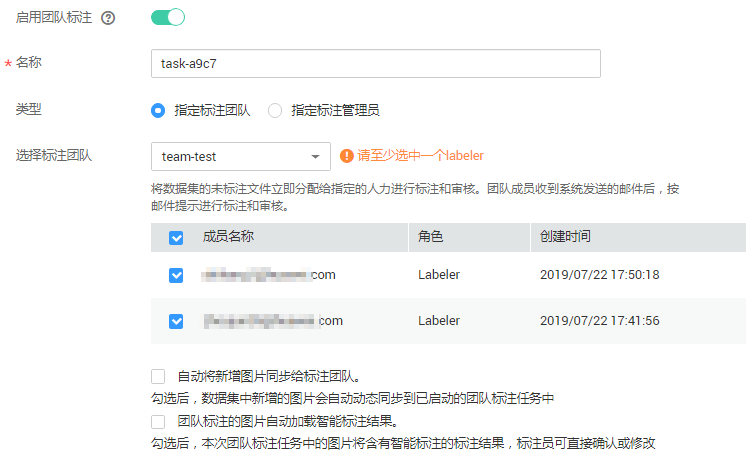 启用团队标注
* 名称 task-a9c7
类型 指定标注团队 指定标注管理员
选择标注团队 team-test 请至少选中一个labeler
将数据集的未标注文件立即分配给指定的人力进行标注和审核。团队成员收到系统发送的邮件后，按
邮件提示进行标注和审核。
成员名称 角色 创建时间
.com Labeler 2019/07/22 17:50:18
.com Labeler 2019/07/22 17:41:56
自动将新增图片同步给标注团队。
勾选后，数据集中新增的图片会自动动态同步到已启动的团队标注任务中
团队标注的图片自动加载智能标注结果。
勾选后，本次团队标注任务中的图片将含有智能标注的标注结果，标注员可直接确认或修改